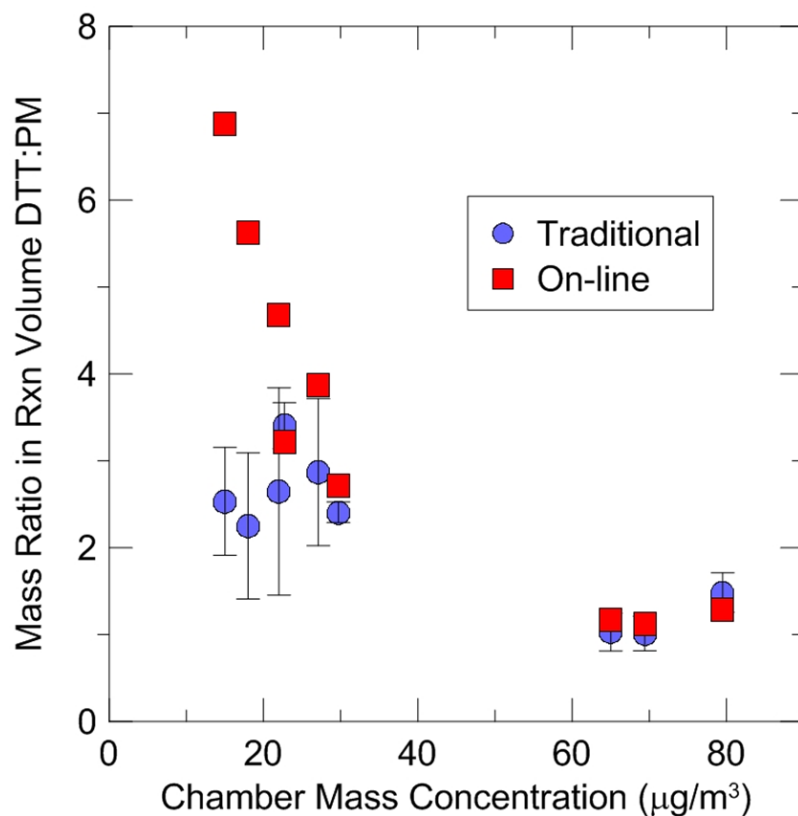 Mass Ratio in Rxn Volume DTT:PM
8
6
4
2
0
Traditional
On-line
0 20 40 60 80
Chamber Mass Concentration (µg/m³)